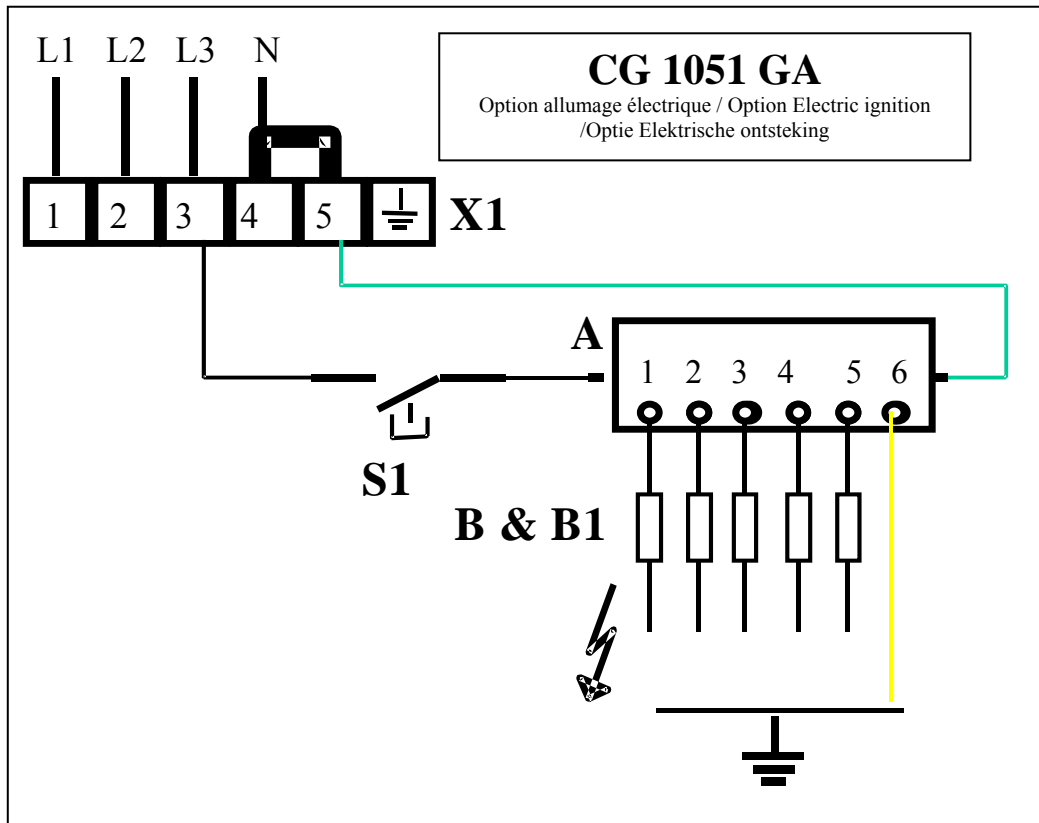 L1 L2 L3 N
CG 1051 GA
Option allumage électrique / Option Electric ignition
/Optie Elektrische ontsteking
1 2 3 4 5 X1
A
1 2 3 4 5 6
S1
B & B1